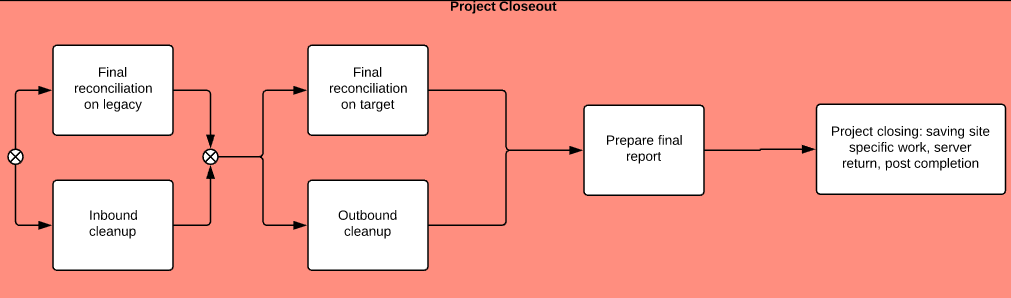 Project Closeout
Final
reconciliation
on legacy
Final
reconciliation
on target
Prepare final
report
Project closing: saving site
specific work, server
return, post completion
Inbound
cleanup
Outbound
cleanup